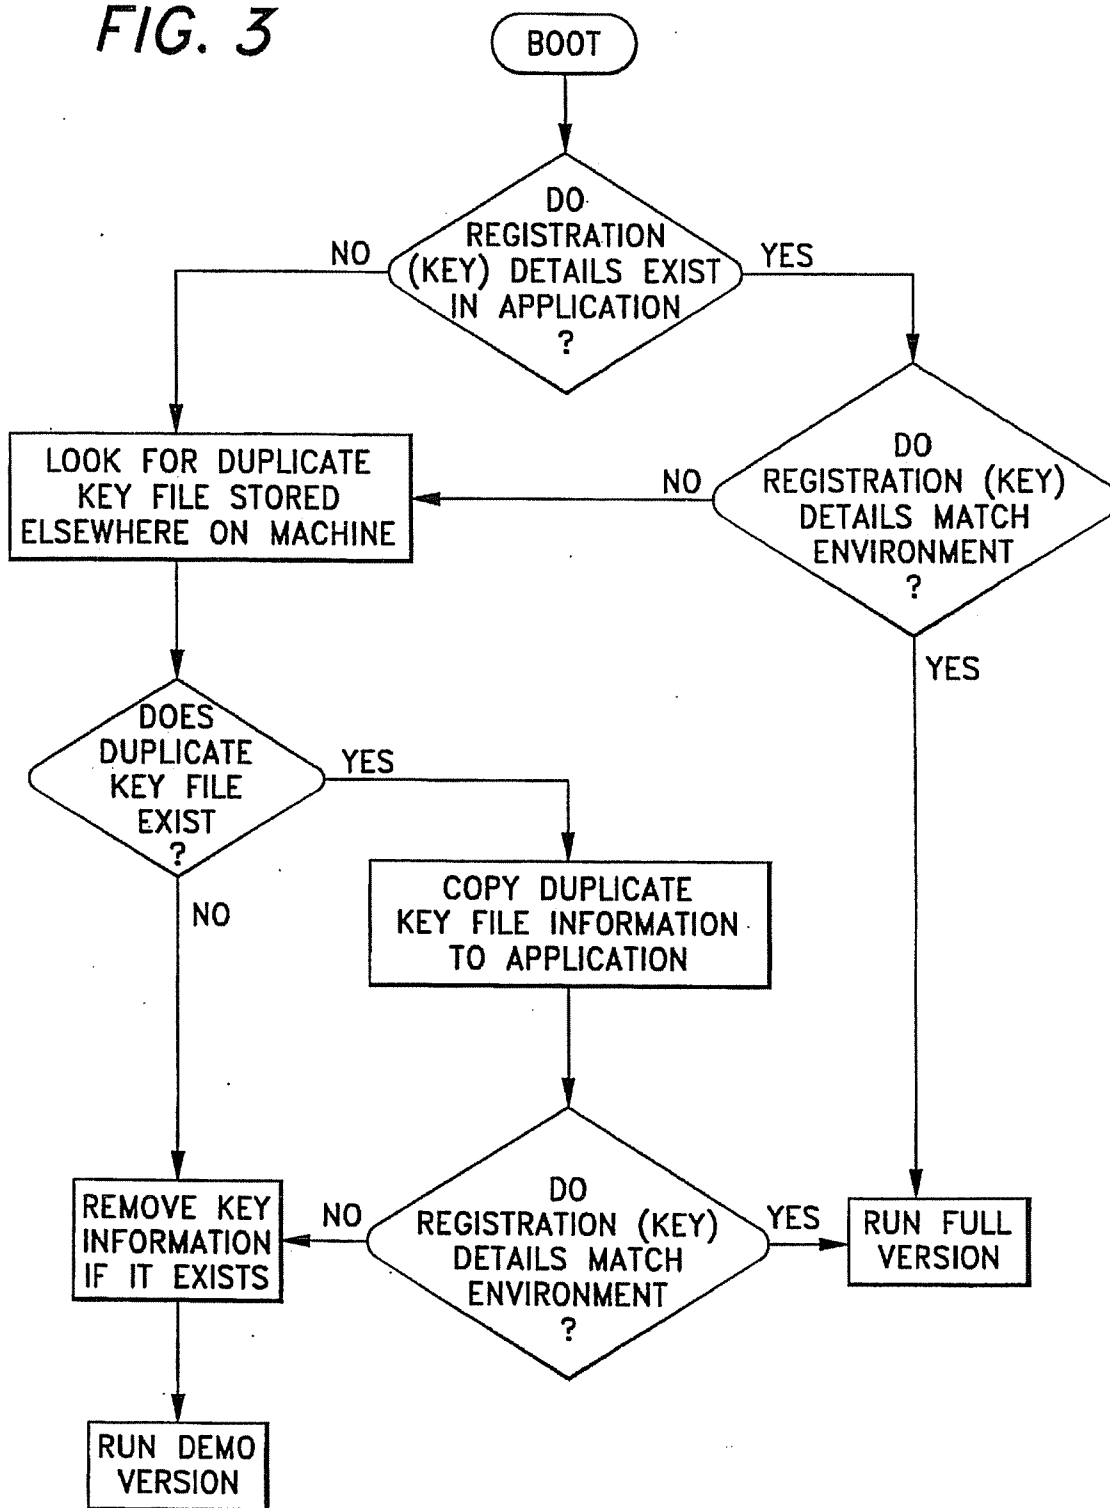 FIG. 3
BOOT
DO
REGISTRATION
(KEY) DETAILS EXIST
IN APPLICATION
?
NO
YES
LOOK FOR DUPLICATE
KEY FILE STORED
ELSEWHERE ON MACHINE
NO
DO
REGISTRATION (KEY)
DETAILS MATCH
ENVIRONMENT
?
YES
DOES
DUPLICATE
KEY FILE
EXIST
?
YES
NO
COPY DUPLICATE
KEY FILE INFORMATION
TO APPLICATION
REMOVE KEY
INFORMATION
IF IT EXISTS
NO
DO
REGISTRATION (KEY)
DETAILS MATCH
ENVIRONMENT
?
YES
RUN FULL
VERSION
RUN DEMO
VERSION